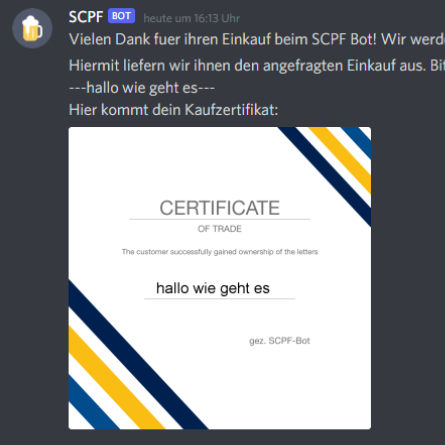 SCPF BOT heute um 16:13 Uhr
Vielen Dank fuer ihren Einkauf beim SCPF Bot! Wir
Hiermit liefern wir ihnen den angefragten Einkauf aus.
---hallo wie geht es---
Hier kommt dein Kaufzertifikat:
CERTIFICATE
OF TRADE
The customer successfully gained ownership of the letters
hallo wie geht es
gez. SCPF-Bot